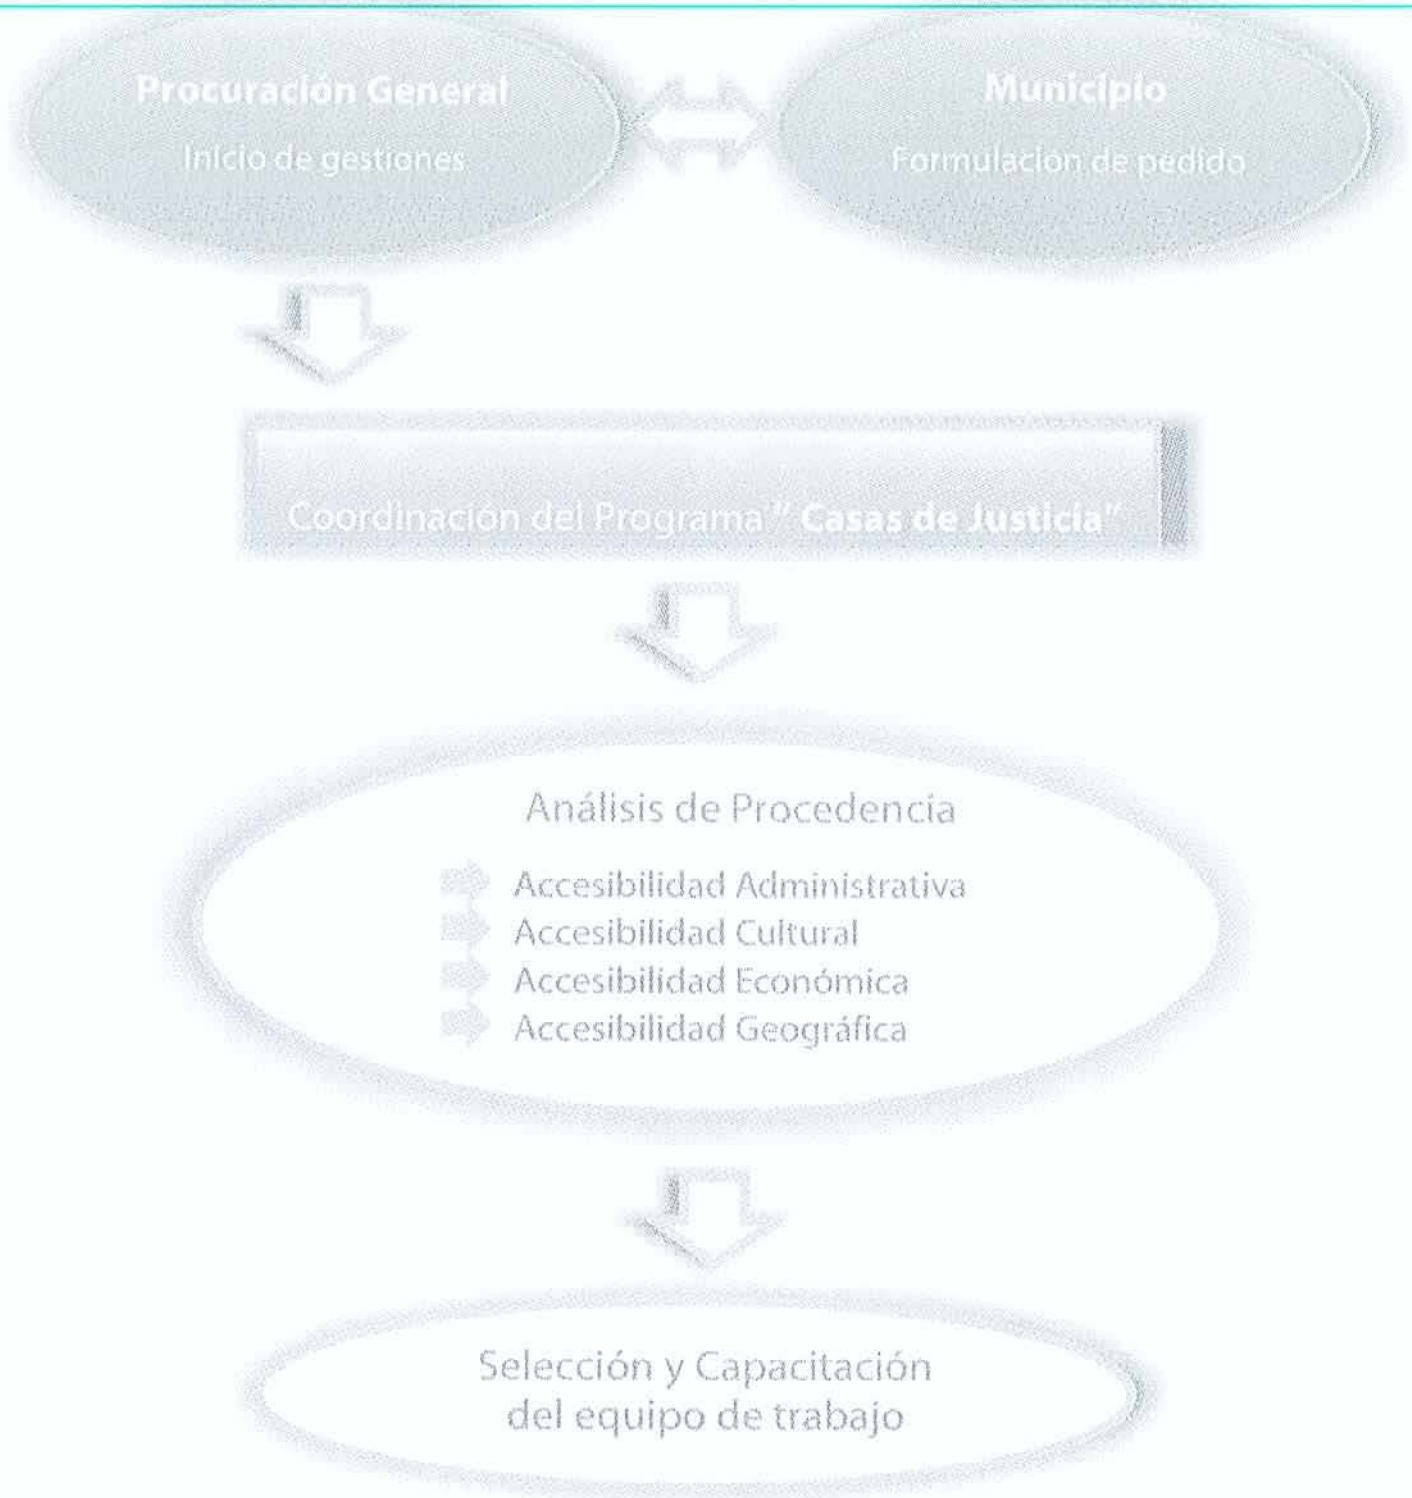 Procuración General
Inicio de gestiones
Municipio
Formulación de pedido
Coordinación del Programa " Casas de Justicia"
Análisis de Procedencia
Accesibilidad Administrativa
Accesibilidad Cultural
Accesibilidad Económica
Accesibilidad Geográfica
Selección y Capacitación
del equipo de trabajo